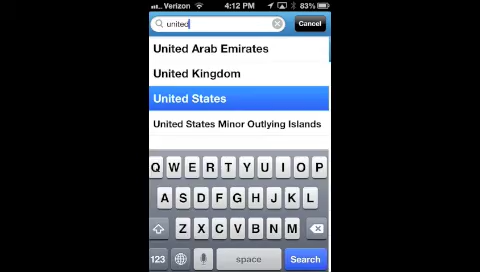 Verizon 4:12 PM 83%
united Cancel
United Arab Emirates
United Kingdom
United States
United States Minor Outlying Islands
Q W E R T Y U I O P
A S D F G H J K L
Z X C V B N M
123 space Search